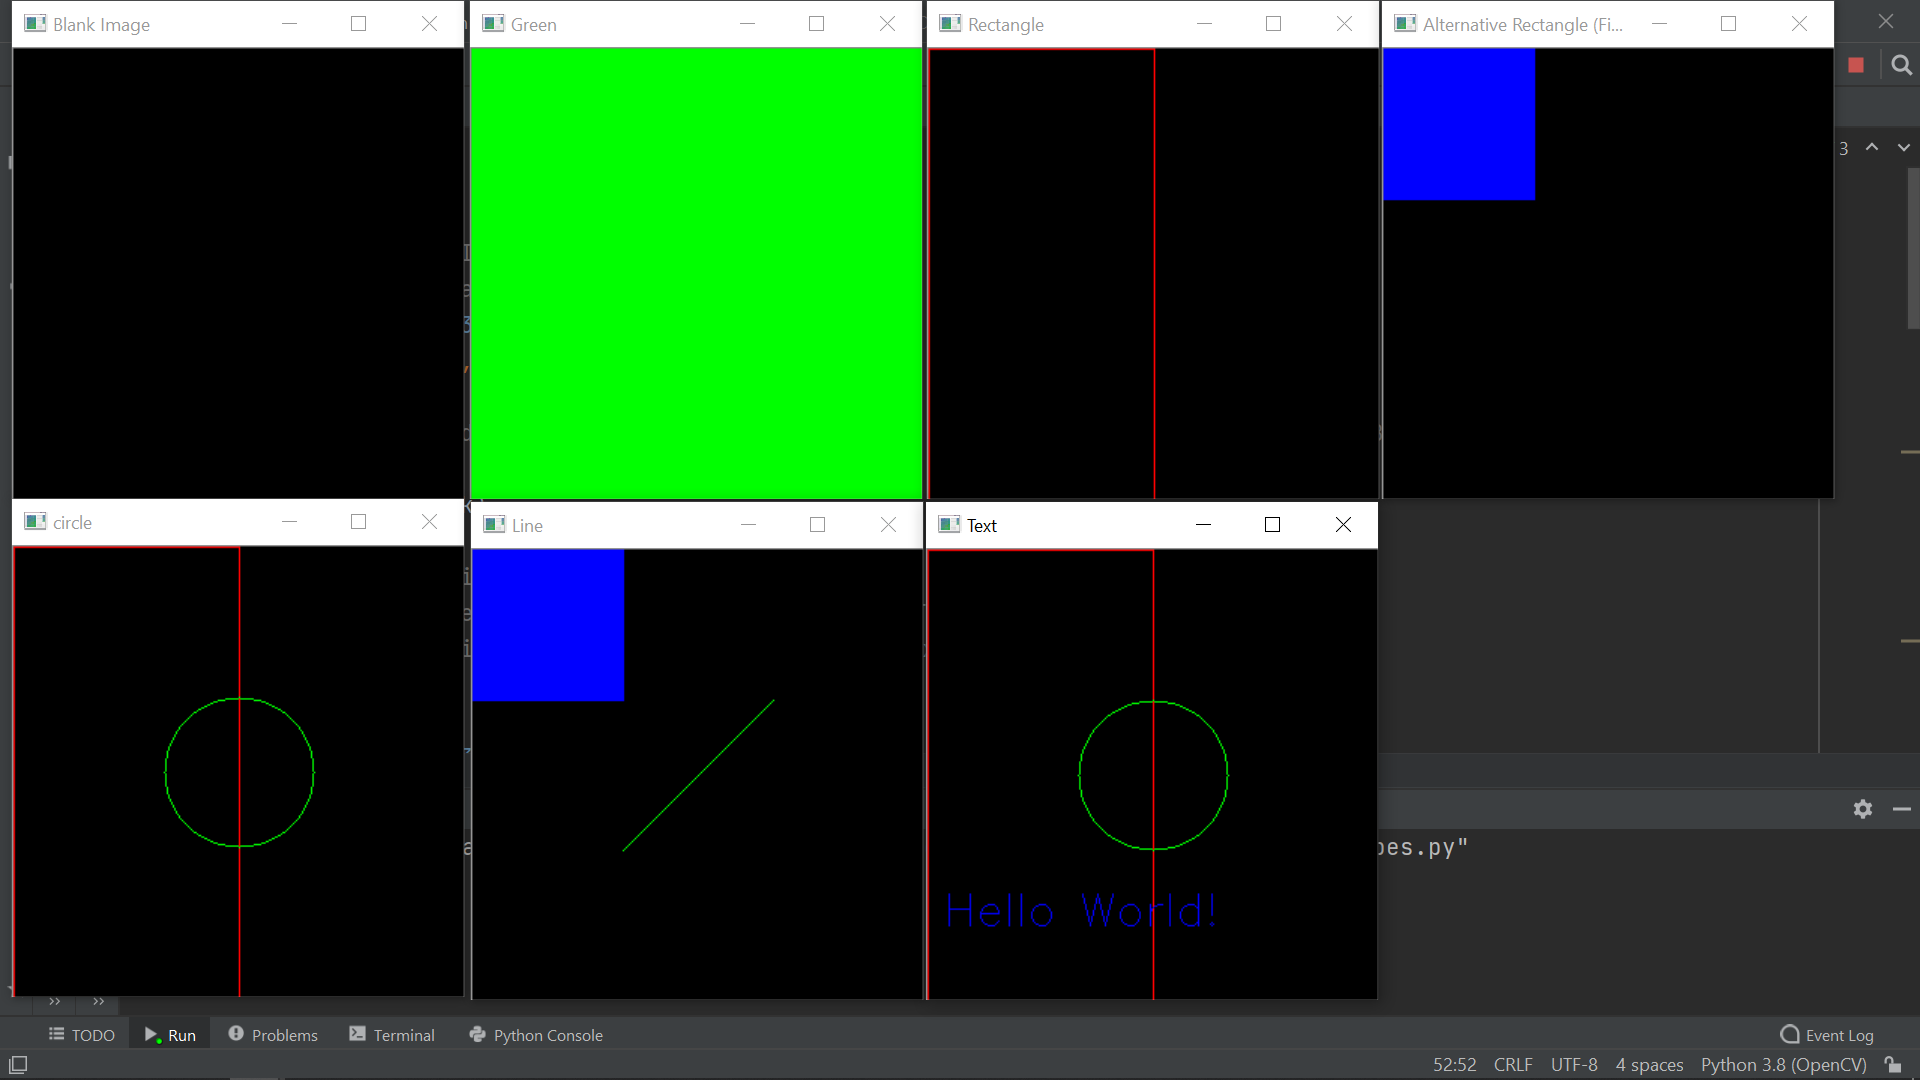 Blank Image
Green
Rectangle
Alternative Rectangle (Fi...
3
circle
Line
Text
Hello World!
pes.py"
TODO
Run
Problems
Terminal
Python Console
Event Log
52:52 CRLF UTF-8 4 spaces Python 3.8 (OpenCV)